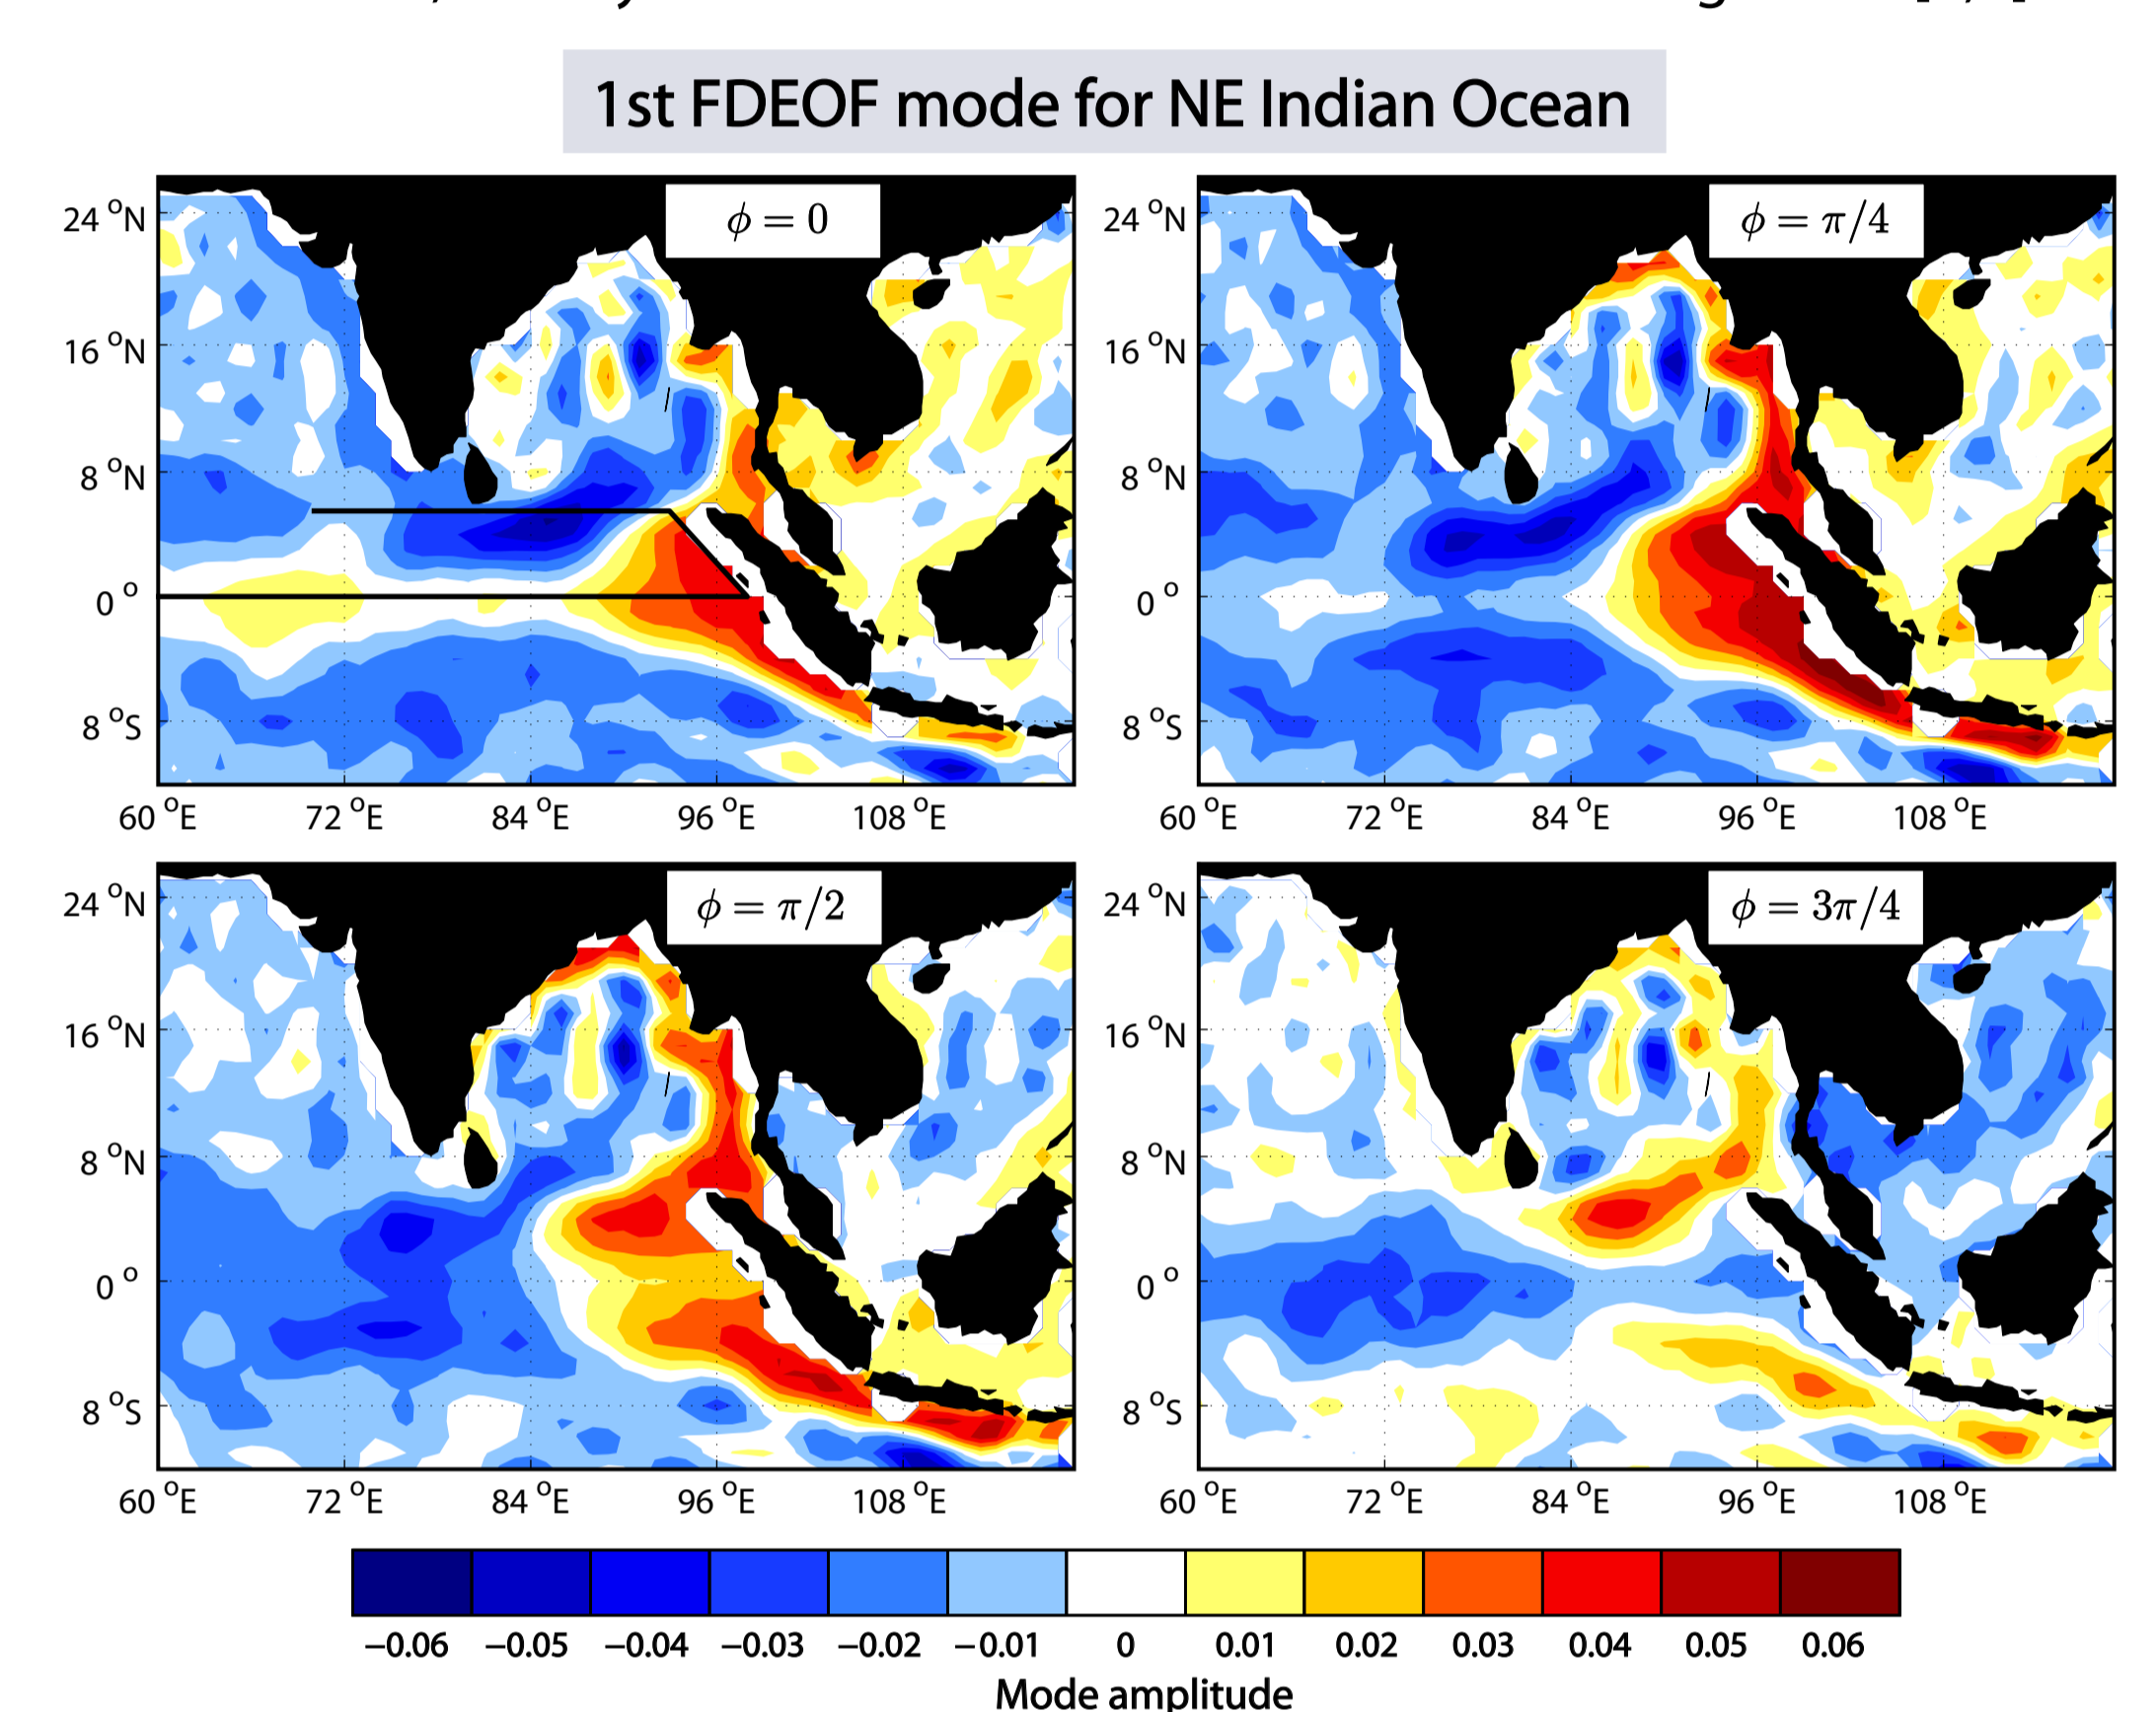 1st FDEOF mode for NE Indian Ocean
ϕ = 0
24 °N
16 °N
8 °N
0 °
8 °S
60 °E 72 °E 84 °E 96 °E 108 °E
ϕ = π/4
24 °N
16 °N
8 °N
0 °
8 °S
60 °E 72 °E 84 °E 96 °E 108 °E
ϕ = π/2
24 °N
16 °N
8 °N
0 °
8 °S
60 °E 72 °E 84 °E 96 °E 108 °E
ϕ = 3π/4
24 °N
16 °N
8 °N
0 °
8 °S
60 °E 72 °E 84 °E 96 °E 108 °E
−0.06 −0.05 −0.04 −0.03 −0.02 −0.01 0 0.01 0.02 0.03 0.04 0.05 0.06
Mode amplitude